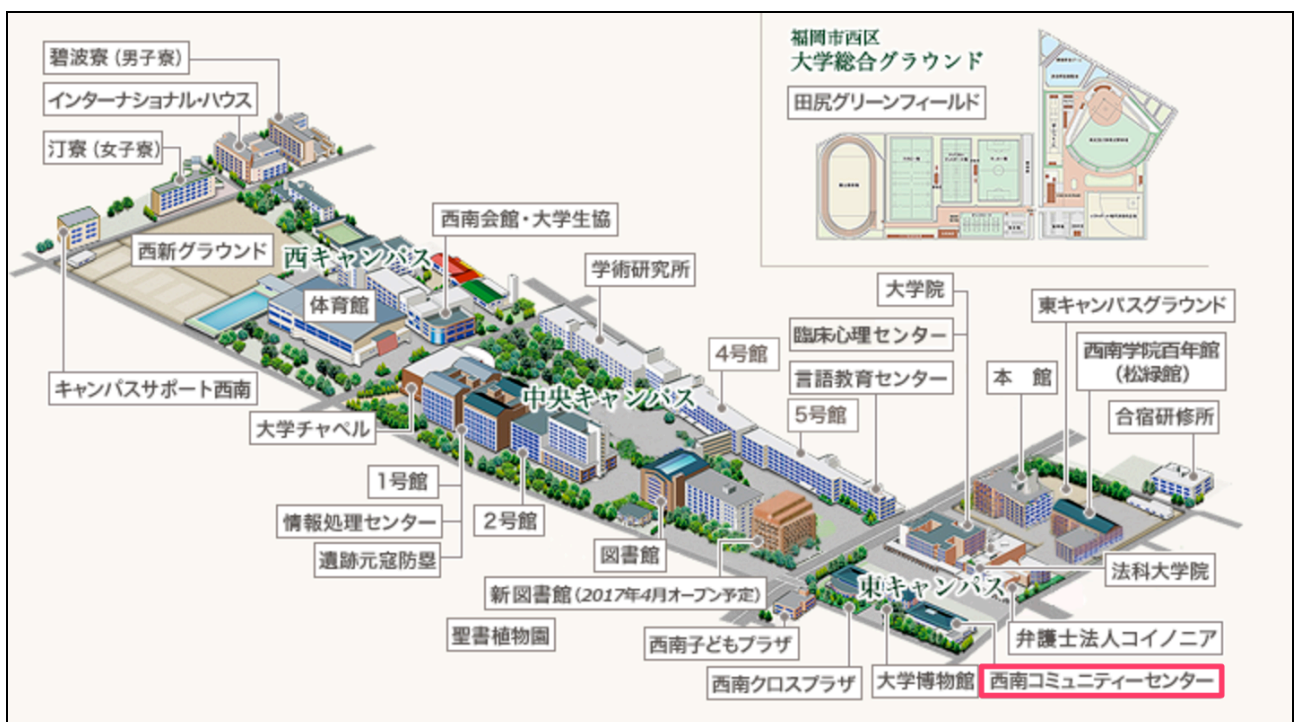 碧波寮(男子寮)
インターナショナル・ハウス
汀寮(女子寮)
西新グラウンド
西キャンパス
西南会館・大学生協
体育館
キャンパスサポート西南
学術研究所
4号館
中央キャンパス
大学チャペル
1号館
情報処理センター
遺跡元寇防塁
2号館
図書館
新図書館(2017年4月オープン予定)
聖書植物園
5号館
福岡市西区
大学総合グラウンド
田尻グリーンフィールド
大学院
臨床心理センター
言語教育センター
本 館
東キャンパスグラウンド
西南学院百年館
(松緑館)
合宿研修所
法科大学院
東キャンパス
弁護士法人コイノニア
西南子どもプラザ
西南クロスプラザ
大学博物館
西南コミュニティーセンター